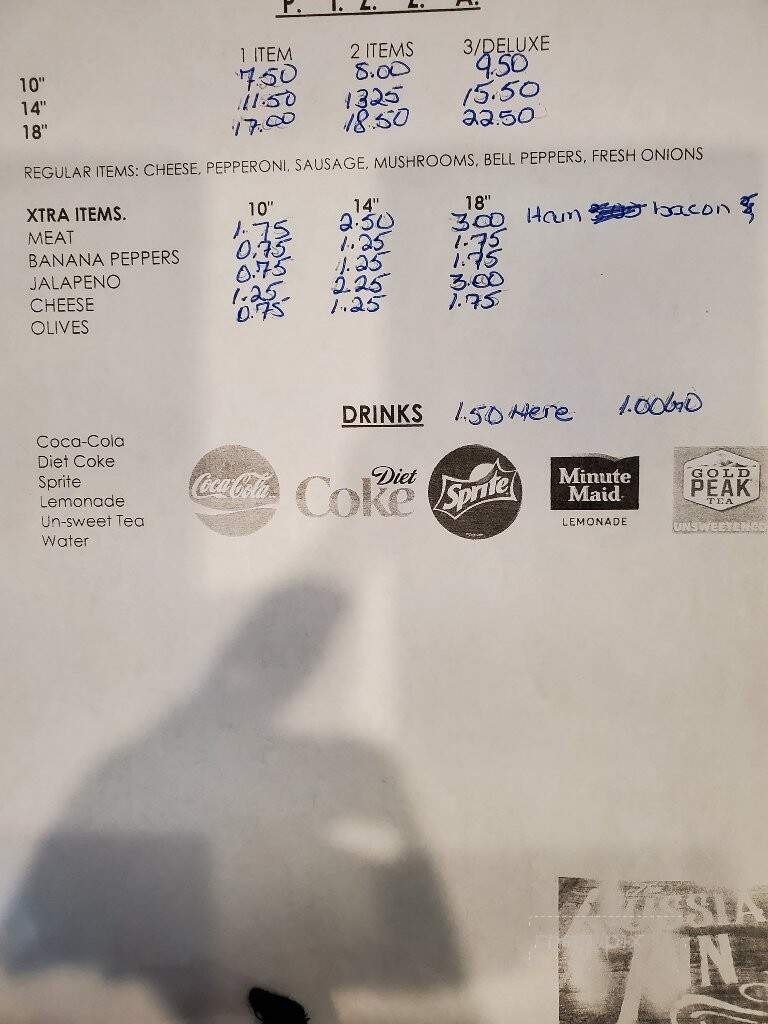 P. I. Z. Z. A.
1 ITEM 2 ITEMS 3/DELUXE
10" 7.50 8.00 9.50
14" 11.50 13.25 15.50
18" 17.00 18.50 22.50
REGULAR ITEMS: CHEESE, PEPPERONI, SAUSAGE, MUSHROOMS, BELL PEPPERS, FRESH ONIONS
XTRA ITEMS. 10" 14" 18"
MEAT 1.75 2.50 3.00 Ham bacon
BANANA PEPPERS 0.75 1.25 1.75
JALAPENO 0.75 1.25 1.75
CHEESE 1.25 2.25 3.00
OLIVES 0.75 1.25 1.75
DRINKS 1.50 Here 1.00 GO
Coca-Cola
Diet Coke
Sprite
Lemonade
Un-sweet Tea
Water
Coca-Cola
Diet Coke
Sprite
Minute Maid
LEMONADE
GOLD PEAK
TEA
UNSWEETENED